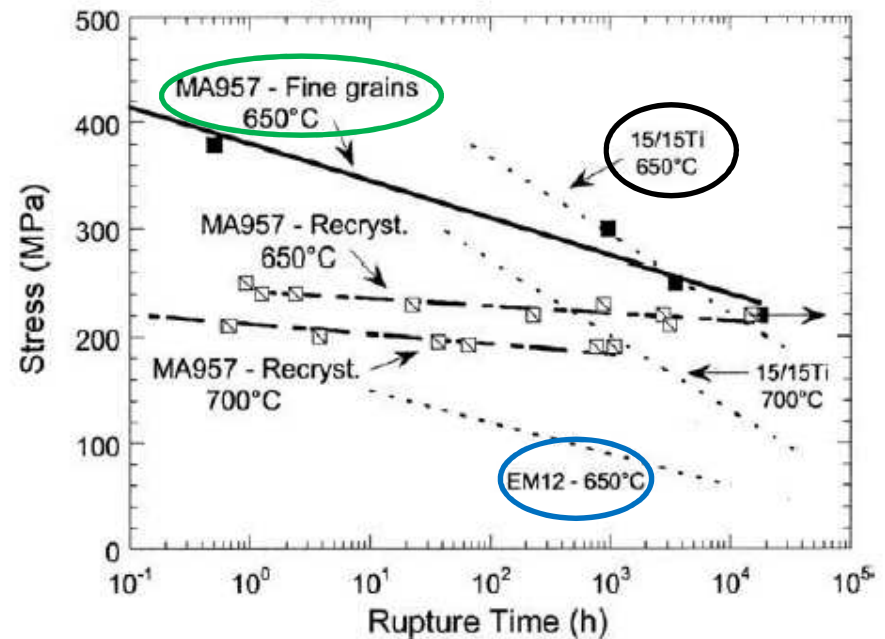 500
400
300
200
100
0
Stress (MPa)
MA957 - Fine grains
650°C
15/15Ti
650°C
MA957 - Recryst.
650°C
MA957 - Recryst.
700°C
15/15Ti
700°C
EM12 - 650°C
10⁻¹ 10⁰ 10¹ 10² 10³ 10⁴ 10⁵
Rupture Time (h)